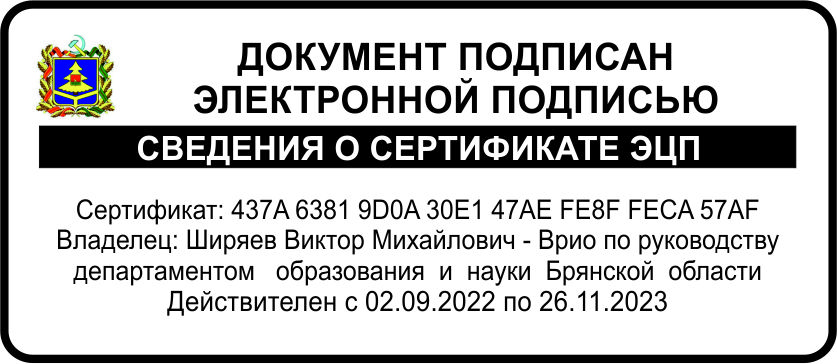 ДОКУМЕНТ ПОДПИСАН
ЭЛЕКТРОННОЙ ПОДПИСЬЮ
СВЕДЕНИЯ О СЕРТИФИКАТЕ ЭЦП
Сертификат: 437A 6381 9D0A 30E1 47AE FE8F FECA 57AF
Владелец: Ширяев Виктор Михайлович - Врио по руководству
департаментом образования и науки Брянской области
Действителен с 02.09.2022 по 26.11.2023